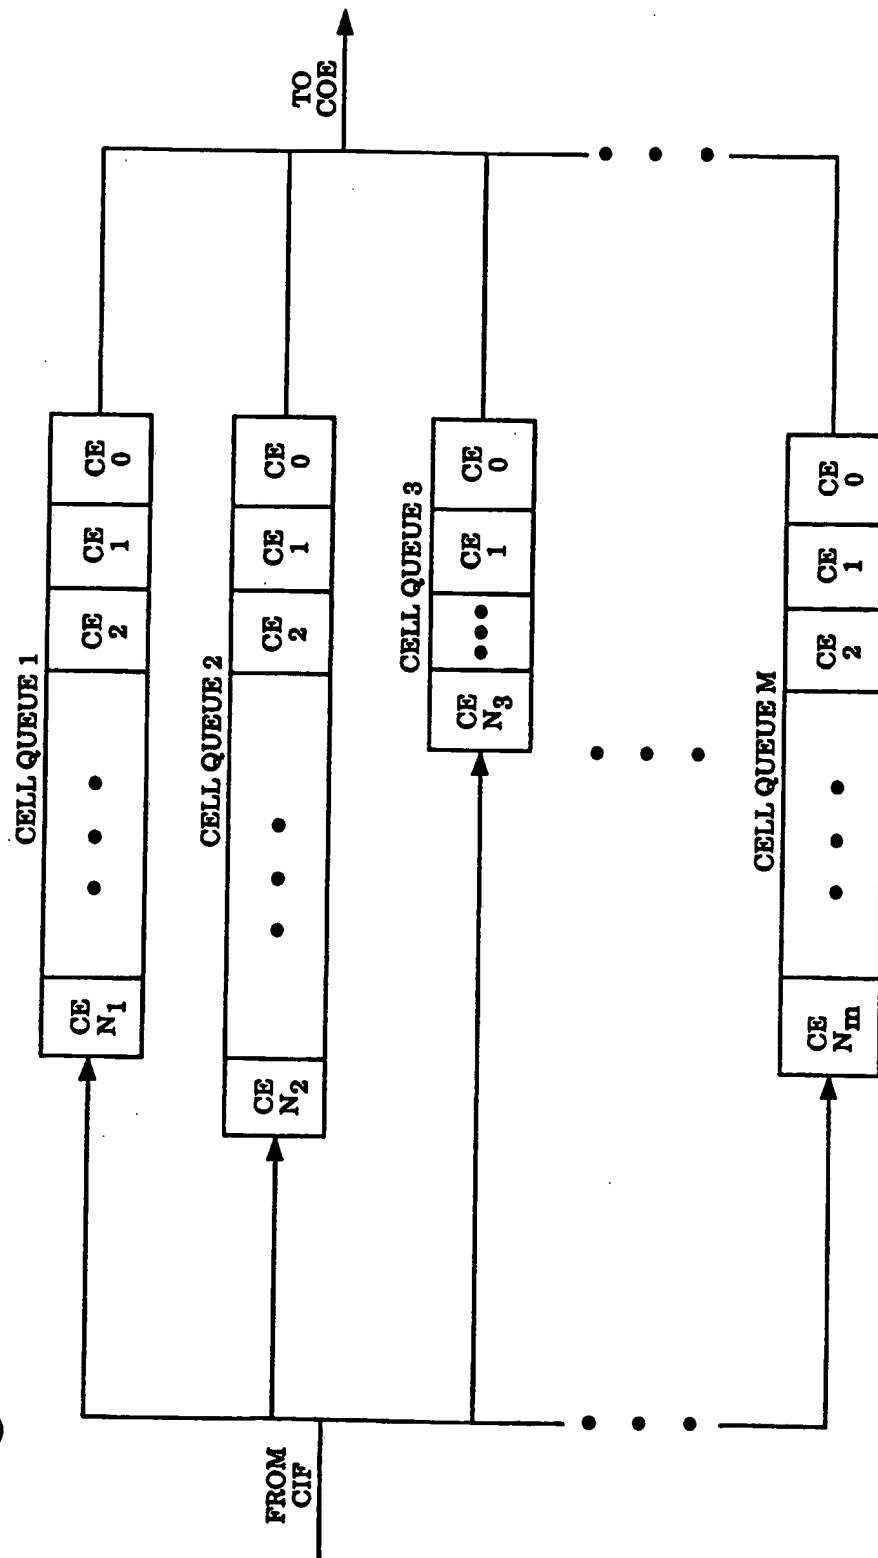 CELL QUEUE 1
CE
N1
CE
2
CE
1
CE
0
CELL QUEUE 2
CE
N2
CE
2
CE
1
CE
0
FROM
CIF
TO
COE
CELL QUEUE 3
CE
N3
CE
1
CE
0
CELL QUEUE M
CE
Nm
CE
2
CE
1
CE
0